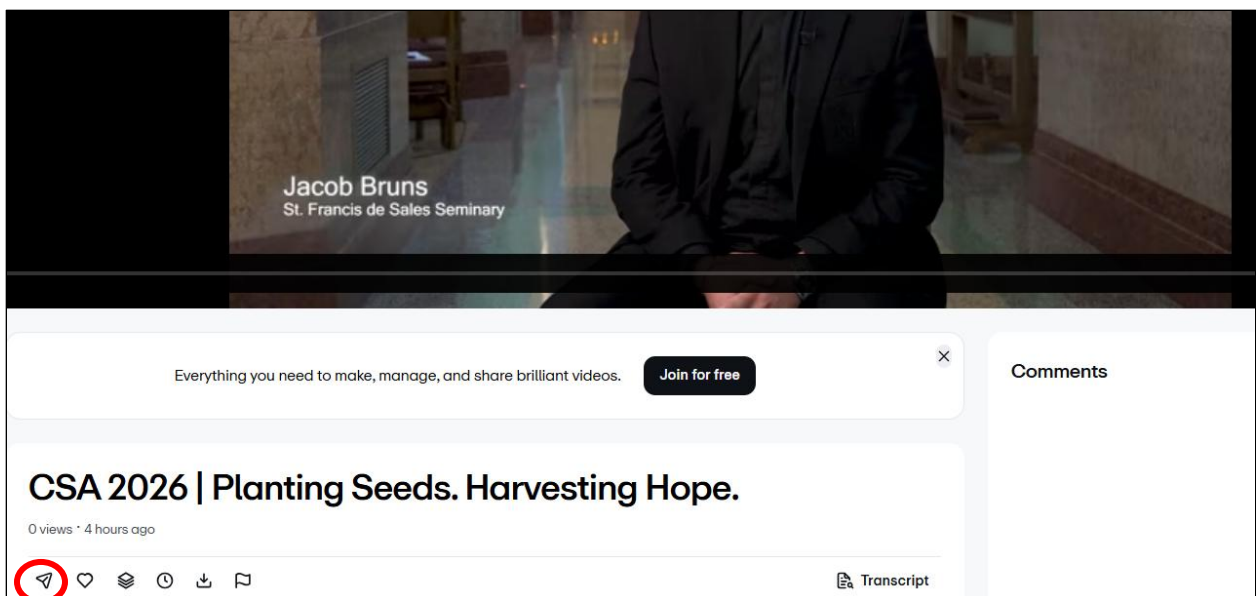 Jacob Bruns
St. Francis de Sales Seminary
Everything you need to make, manage, and share brilliant videos.
Join for free
Comments
CSA 2026 | Planting Seeds. Harvesting Hope.
0 views · 4 hours ago
Transcript